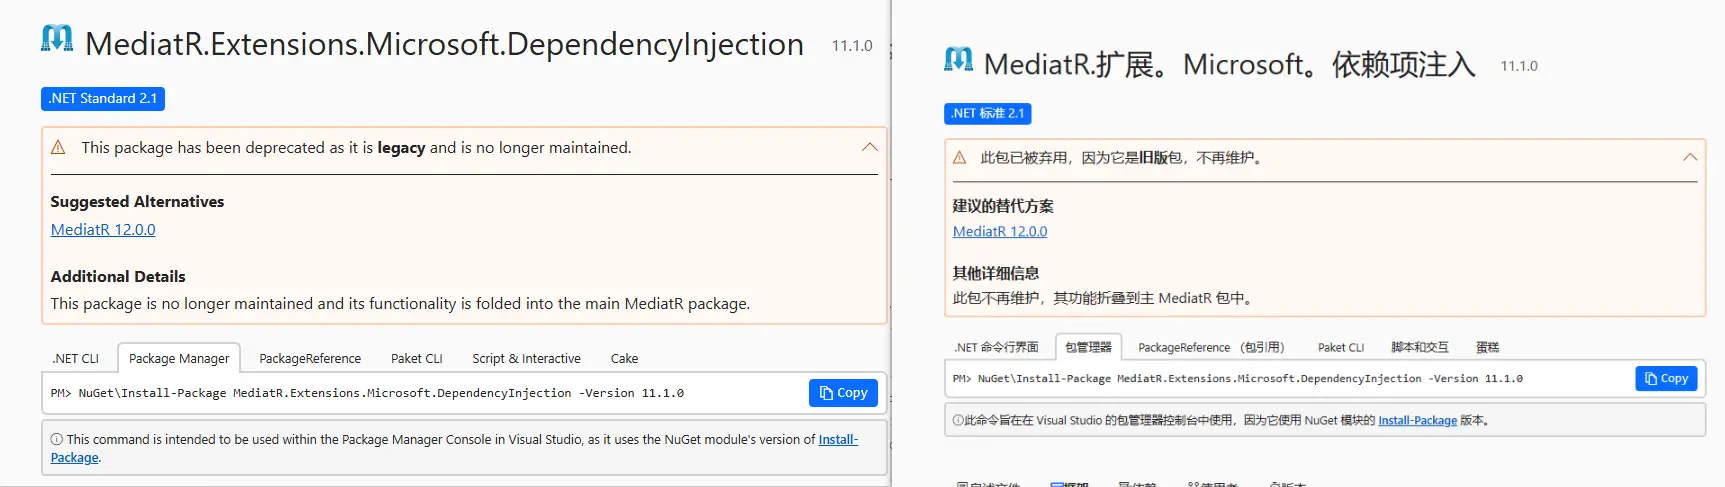 MediatR.Extensions.Microsoft.DependencyInjection 11.1.0
.NET Standard 2.1
This package has been deprecated as it is legacy and is no longer maintained.
Suggested Alternatives
MediatR 12.0.0
Additional Details
This package is no longer maintained and its functionality is folded into the main MediatR package.
.NET CLI Package Manager PackageReference Paket CLI Script & Interactive Cake
PM> NuGet\Install-Package MediatR.Extensions.Microsoft.DependencyInjection -Version 11.1.0 Copy
This command is intended to be used within the Package Manager Console in Visual Studio, as it uses the NuGet module's version of Install-
Package.
MediatR.扩展。Microsoft。依赖项注入 11.1.0
.NET 标准 2.1
此包已被弃用，因为它是旧版包，不再维护。
建议的替代方案
MediatR 12.0.0
其他详细信息
此包不再维护，其功能折叠到主 MediatR 包中。
.NET 命令行界面 包管理器 PackageReference （包引用） Paket CLI 脚本和交互 蛋糕
PM> NuGet\Install-Package MediatR.Extensions.Microsoft.DependencyInjection -Version 11.1.0 Copy
此命令旨在在 Visual Studio 的包管理器控制台中使用，因为它使用 NuGet 模块的 Install-Package 版本。